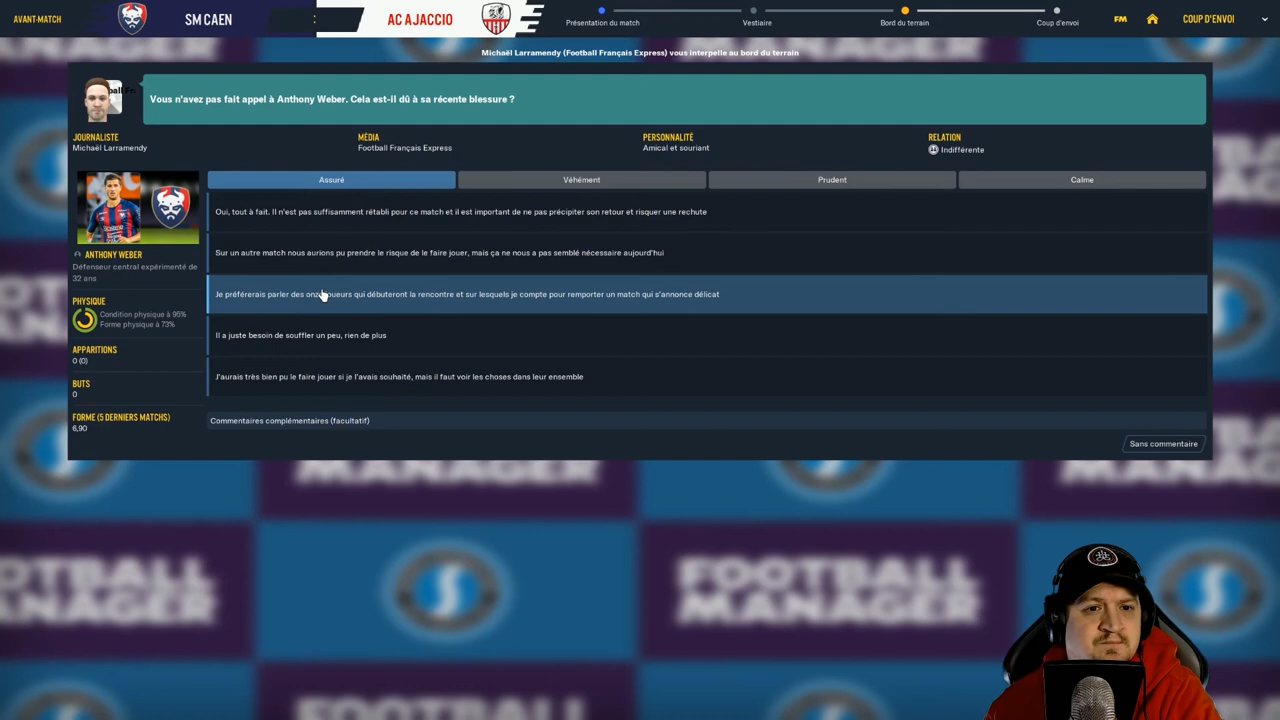 AVANT-MATCH
SM CAEN
:
AC AJACCIO
Présentation du match
Vestiaire
Bord du terrain
Coup d'envoi
FM
COUP D'ENVOI
Michaël Larramendy (Football Français Express) vous interpelle au bord du terrain
Vous n'avez pas fait appel à Anthony Weber. Cela est-il dû à sa récente blessure ?
JOURNALISTE
Michaël Larramendy
MÉDIA
Football Français Express
PERSONNALITÉ
Amical et souriant
RELATION
Indifférente
Assuré
Véhément
Prudent
Calme
Oui, tout à fait. Il n'est pas suffisamment rétabli pour ce match et il est important de ne pas précipiter son retour et risquer une rechute
Sur un autre match nous aurions pu prendre le risque de le faire jouer, mais ça ne nous a pas semblé nécessaire aujourd'hui
Je préférerais parler des onze joueurs qui débuteront la rencontre et sur lesquels je compte pour remporter un match qui s'annonce délicat
Il a juste besoin de souffler un peu, rien de plus
J'aurais très bien pu le faire jouer si je l'avais souhaité, mais il faut voir les choses dans leur ensemble
ANTHONY WEBER
Défenseur central expérimenté de
32 ans
PHYSIQUE
Condition physique à 95%
Forme physique à 73%
APPARITIONS
0 (0)
BUTS
0
FORME (5 DERNIERS MATCHS)
6,90
Commentaires complémentaires (facultatif)
Sans commentaire
FOOTBALL
MANAGER
FOOTBALL
MANAGER